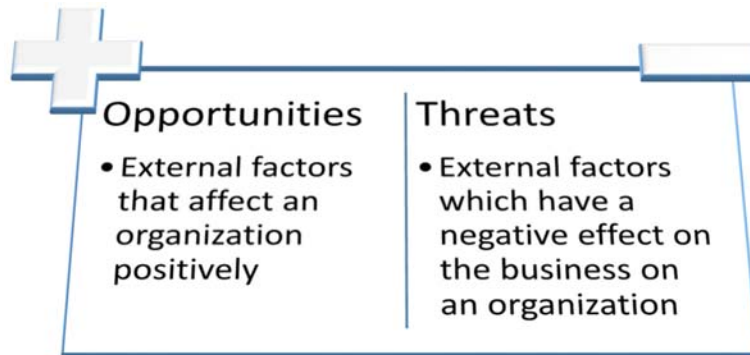 Opportunities
• External factors
that affect an
organization
positively
Threats
• External factors
which have a
negative effect on
the business on
an organization